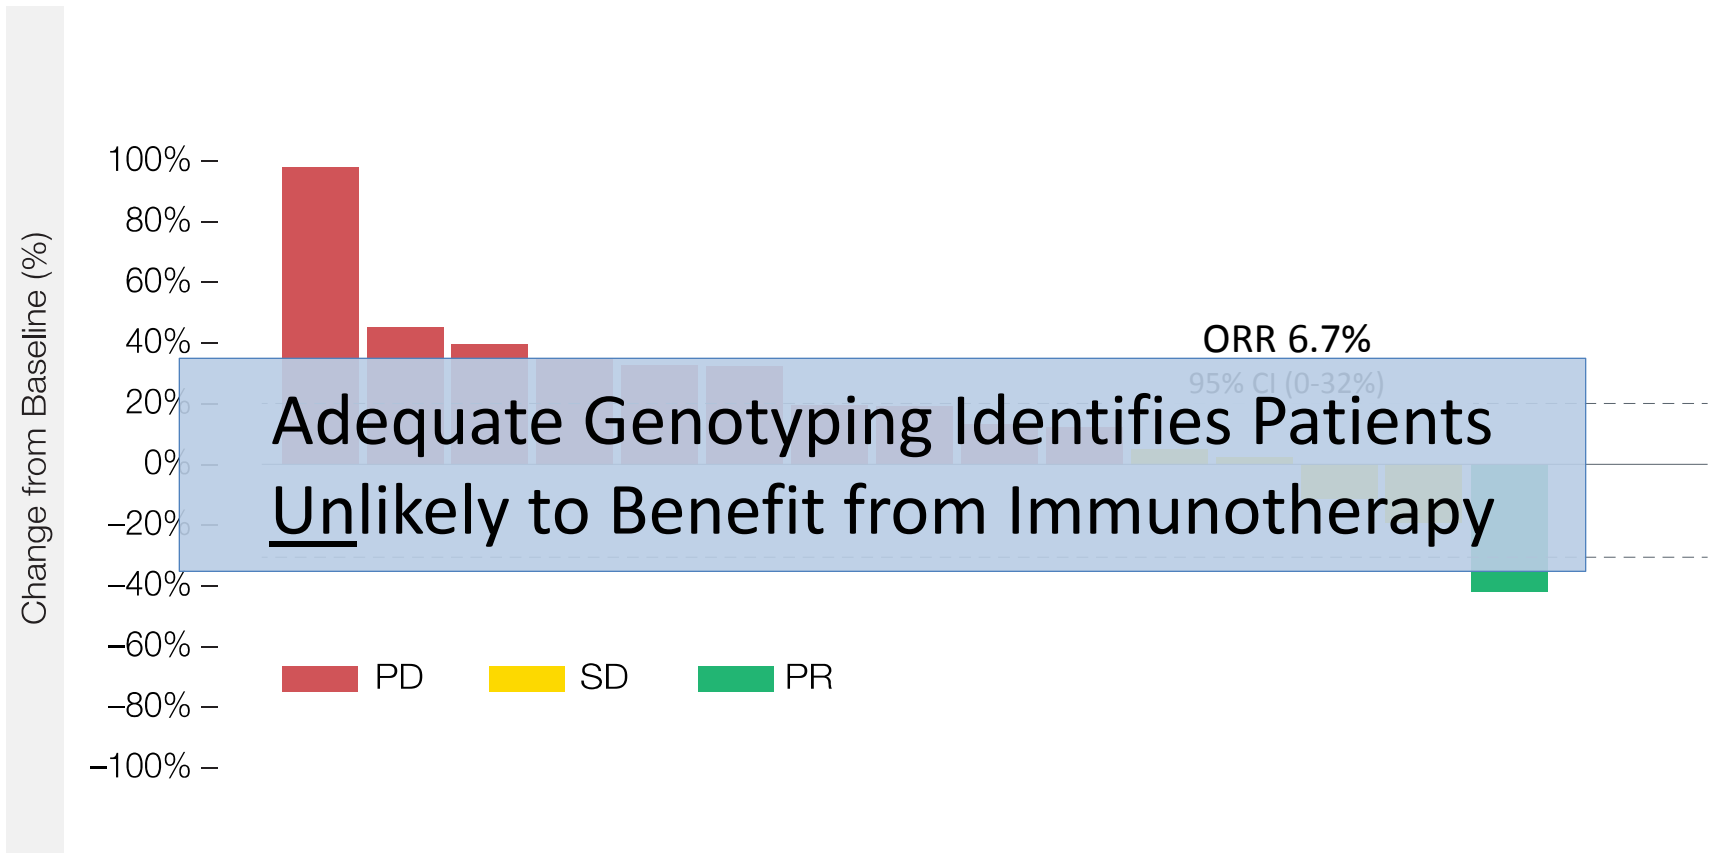 Change from Baseline (%)
100%
80%
60%
40%
20%
0%
–20%
–40%
–60%
–80%
–100%
ORR 6.7%
95% CI (0-32%)
Adequate Genotyping Identifies Patients
Unlikely to Benefit from Immunotherapy
PD
SD
PR